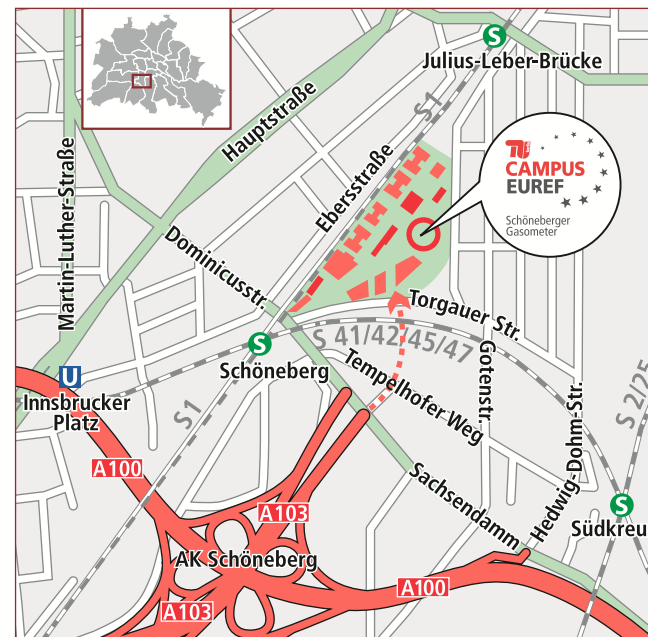 S
Julius-Leber-Brücke
S1
Hauptstraße
Martin-Luther-Straße
Ebersstraße
CAMPUS
EUREF
Schöneberger
Gasometer
Dominicusstr.
Torgauer Str.
S 41/42/45/47
S
Schöneberg
Gotenstr.
Tempelhofer Weg
U
Innsbrucker
Platz
S1
S 2/25
Hedwig-Dohm-Str.
A100
Sachsendamm
S
Südkreu
A103
AK Schöneberg
A100
A103